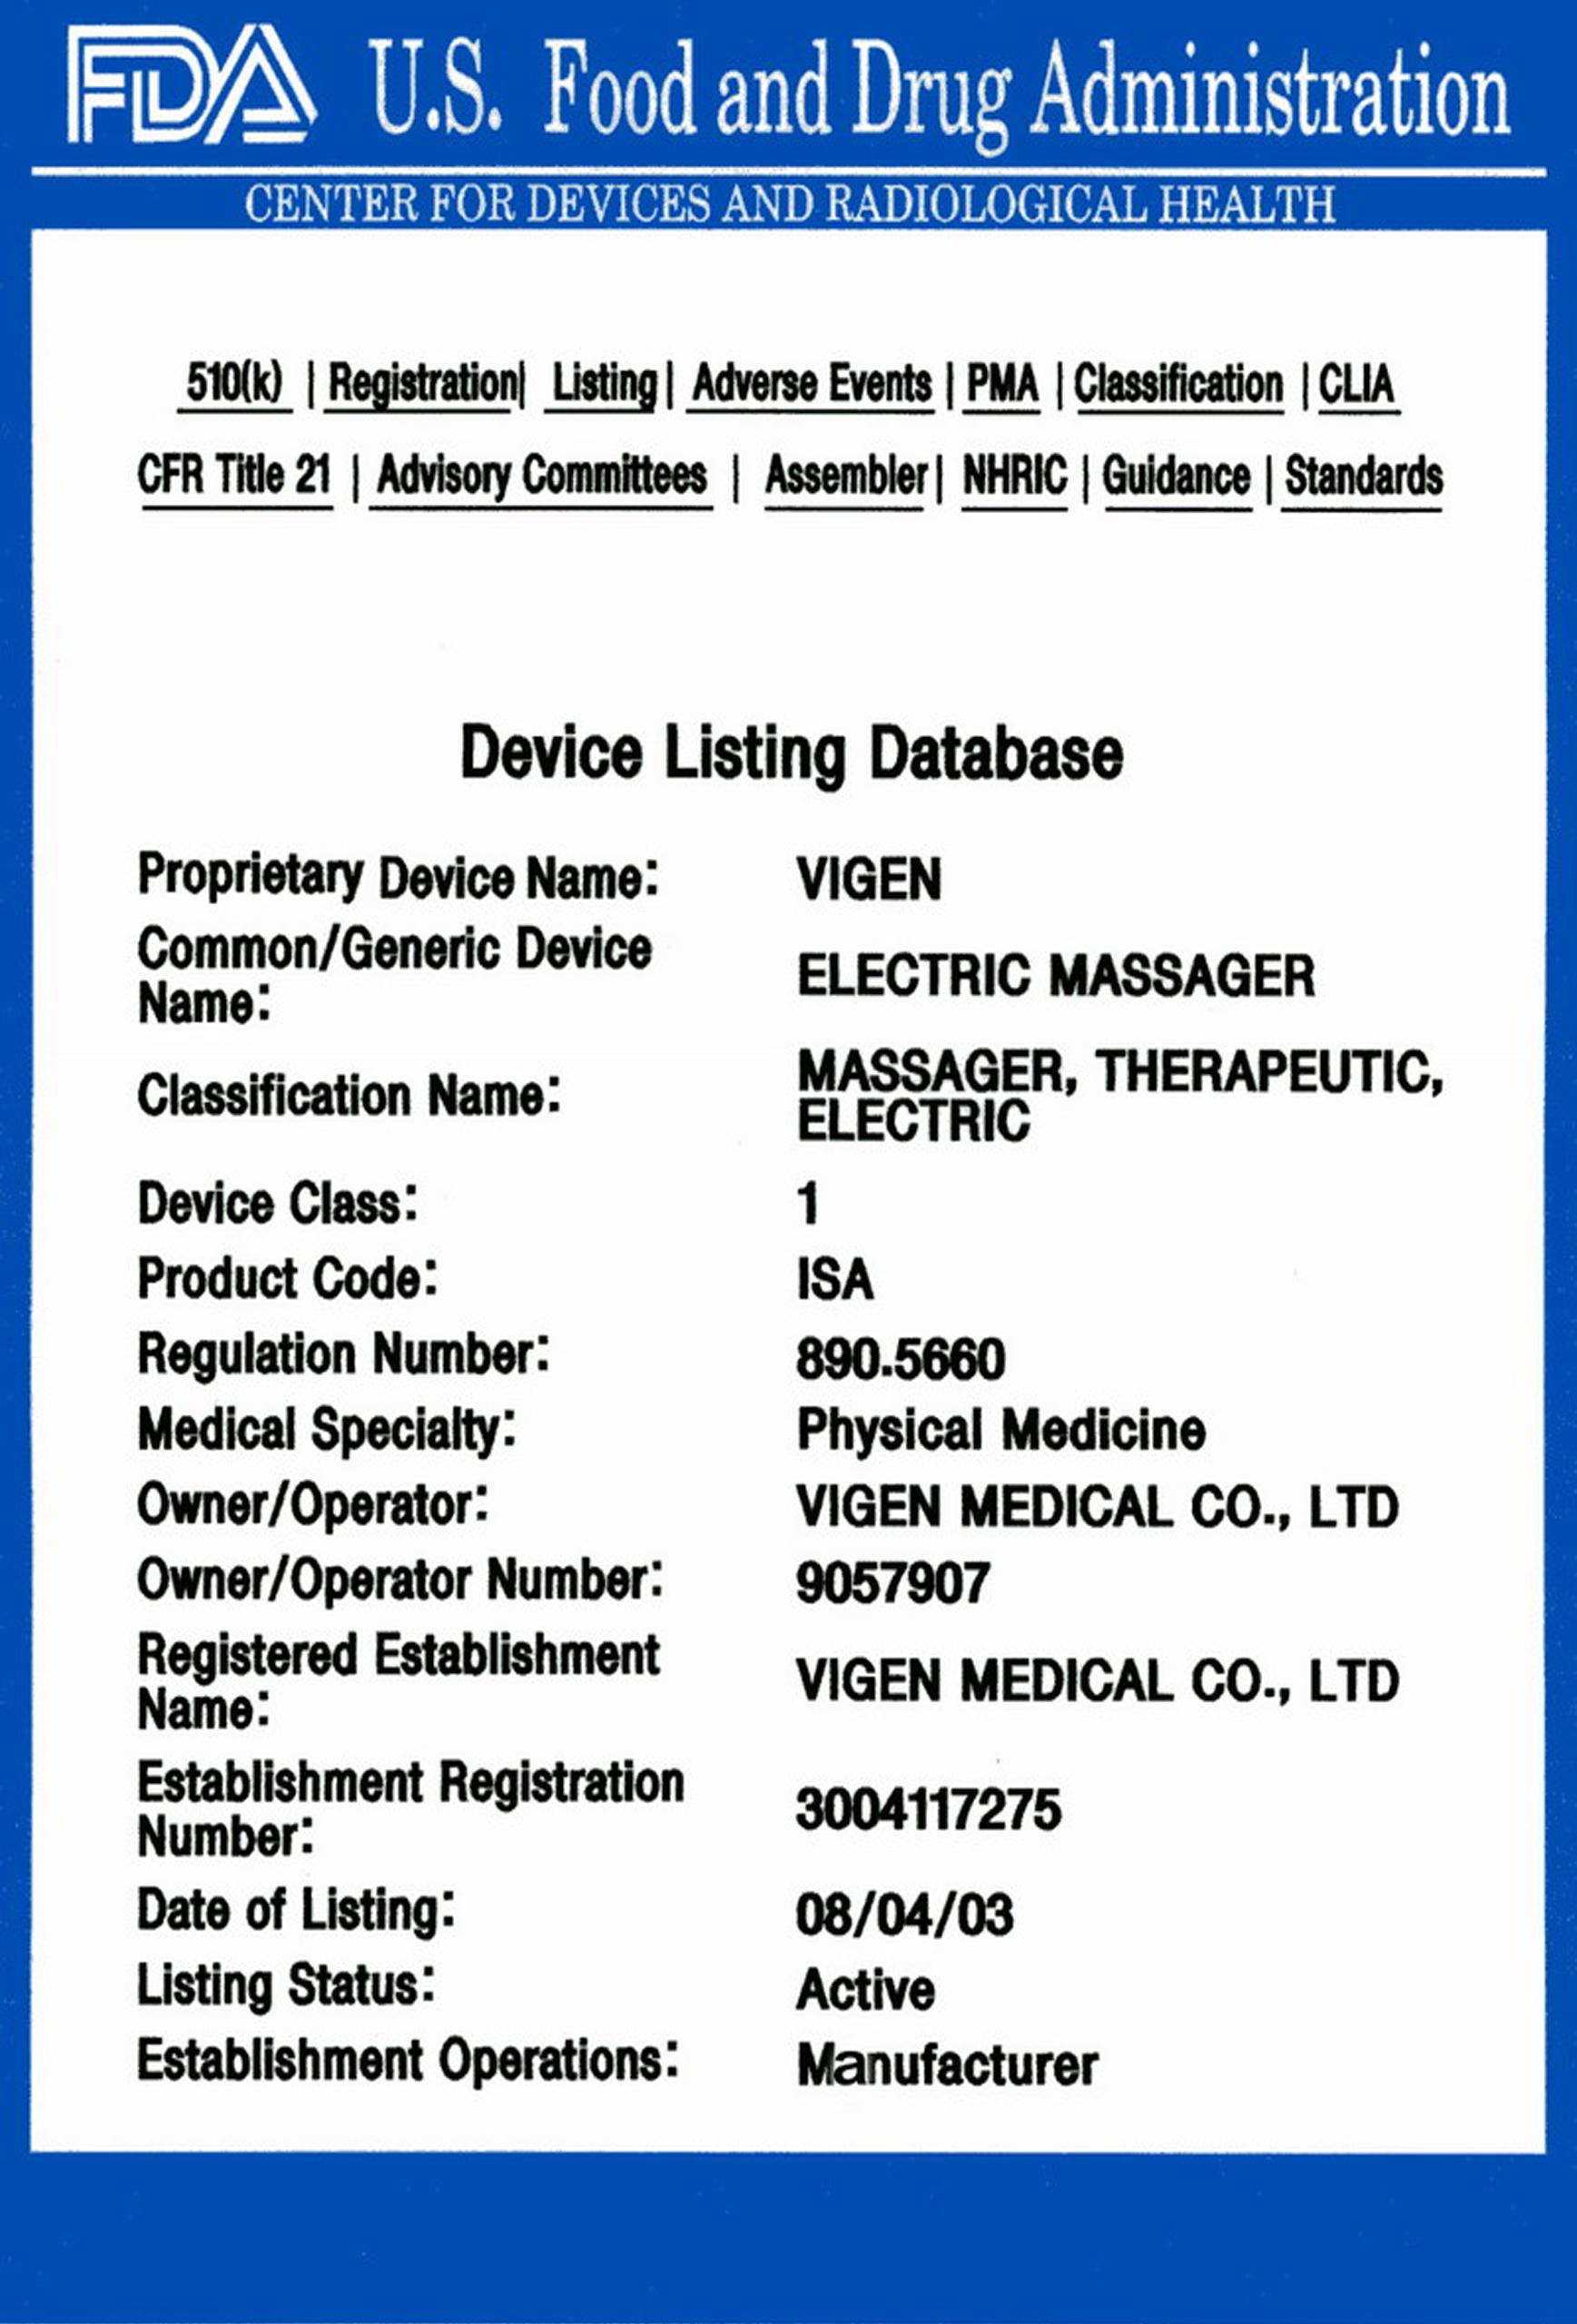 FDA U.S. Food and Drug Administration
CENTER FOR DEVICES AND RADIOLOGICAL HEALTH
510(k) | Registration| Listing| Adverse Events | PMA | Classification | CLIA
CFR Title 21 | Advisory Committees | Assembler| NHRIC | Guidance | Standards
Device Listing Database
Proprietary Device Name: VIGEN
Common/Generic Device
Name: ELECTRIC MASSAGER
Classification Name: MASSAGER, THERAPEUTIC,
ELECTRIC
Device Class: 1
Product Code: ISA
Regulation Number: 890.5660
Medical Specialty: Physical Medicine
Owner/Operator: VIGEN MEDICAL CO., LTD
Owner/Operator Number: 9057907
Registered Establishment
Name: VIGEN MEDICAL CO., LTD
Establishment Registration
Number: 3004117275
Date of Listing: 08/04/03
Listing Status: Active
Establishment Operations: Manufacturer